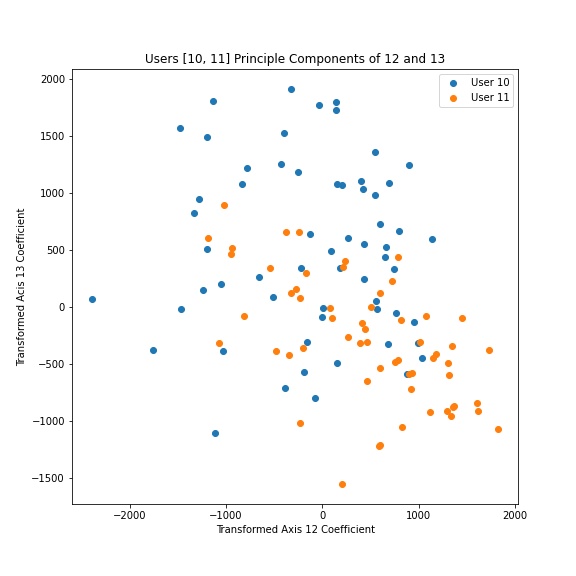 Users [10, 11] Principle Components of 12 and 13
User 10
User 11
Transformed Acis 13 Coefficient
2000
1500
1000
500
0
−500
−1000
−1500
−2000
−1000
0
1000
2000
Transformed Axis 12 Coefficient